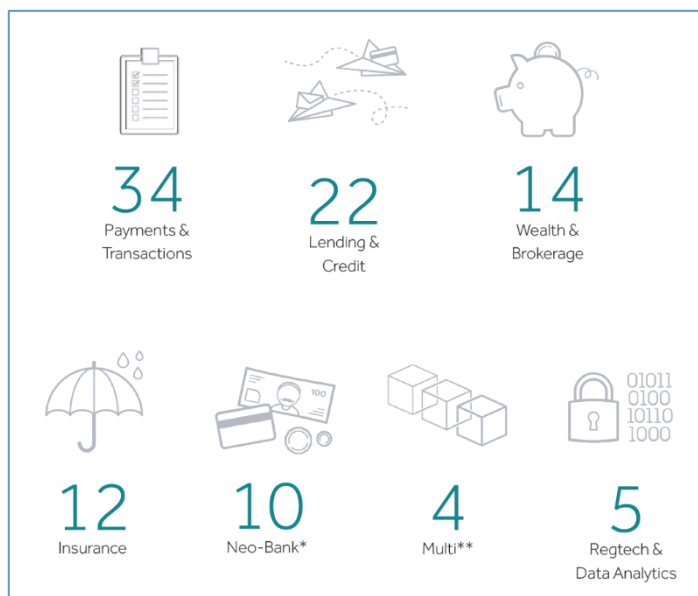 34
Payments &
Transactions
22
Lending &
Credit
14
Wealth &
Brokerage
100
01011
0100
10110
1000
12
Insurance
10
Neo-Bank*
4
Multi**
5
Regtech &
Data Analytics